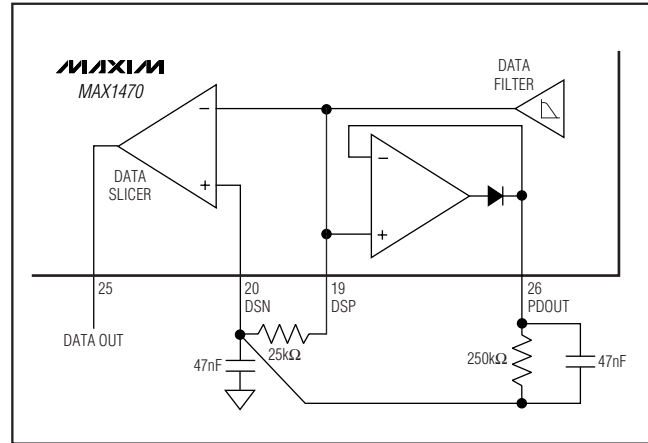 MAXIM
MAX1470
DATA
FILTER
DATA
SLICER
−
+
−
+
25
20
DSN
19
DSP
26
PDOUT
DATA OUT
47nF
25kΩ
250kΩ
47nF